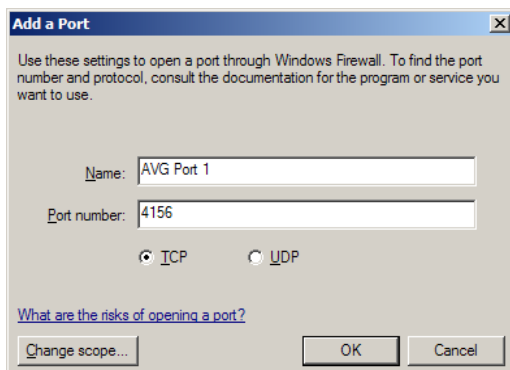 Add a Port
Use these settings to open a port through Windows Firewall. To find the port
number and protocol, consult the documentation for the program or service you
want to use.
Name: AVG Port 1
Port number: 4156
TCP UDP
What are the risks of opening a port?
Change scope... OK Cancel